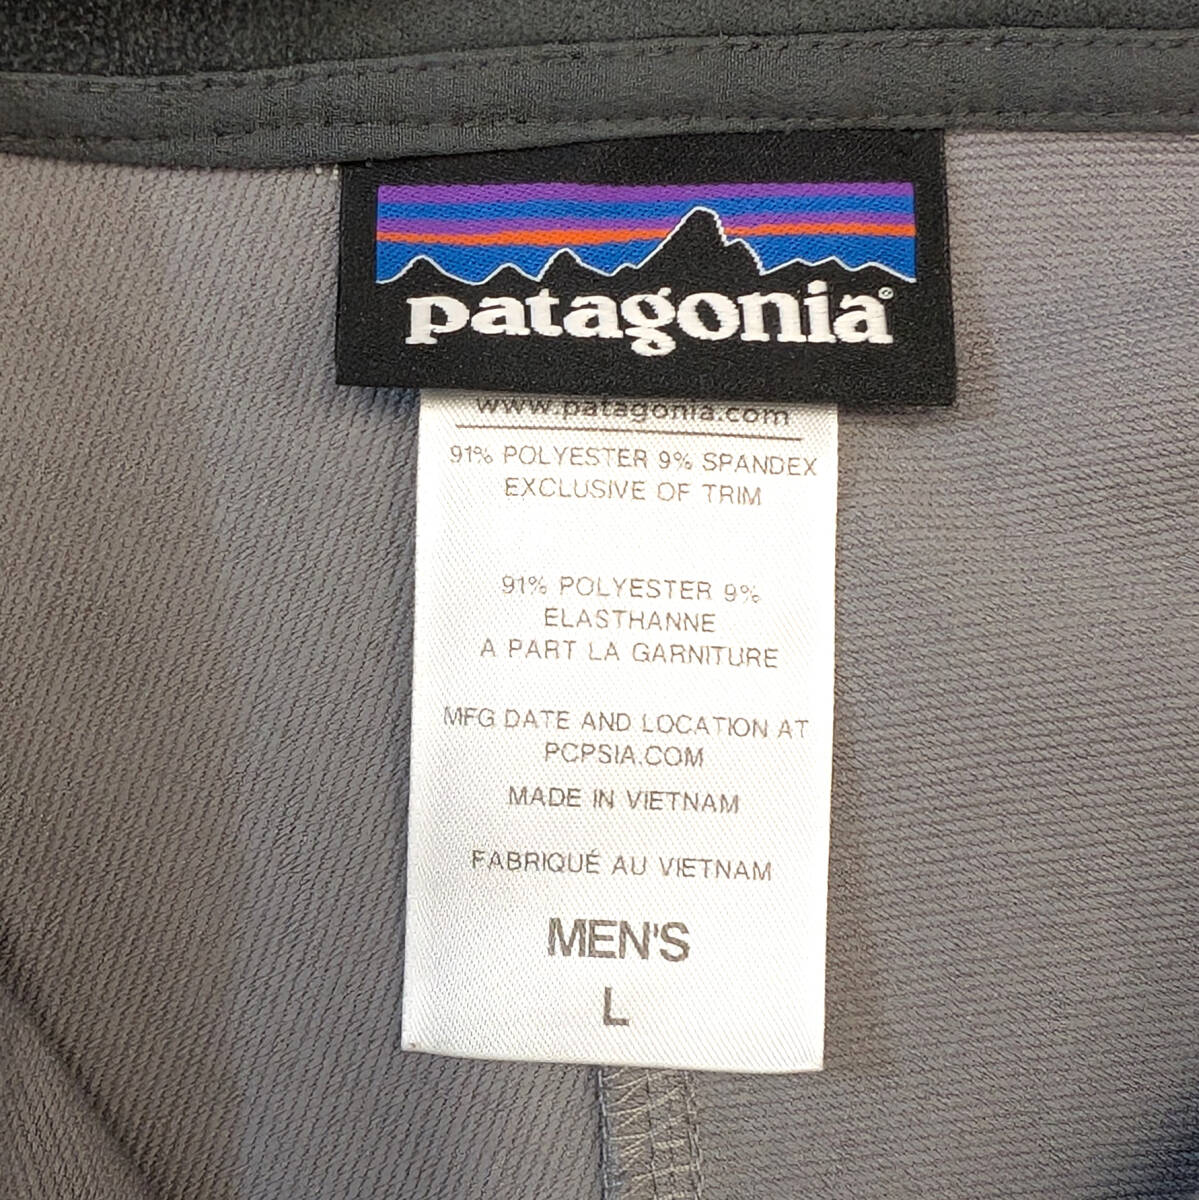 patagonia®
www.patagonia.com
91% POLYESTER 9% SPANDEX
EXCLUSIVE OF TRIM
91% POLYESTER 9%
ELASTHANNE
A PART LA GARNITURE
MFG DATE AND LOCATION AT
PCPSIA.COM
MADE IN VIETNAM
FABRIQUÉ AU VIETNAM
MEN'S
L